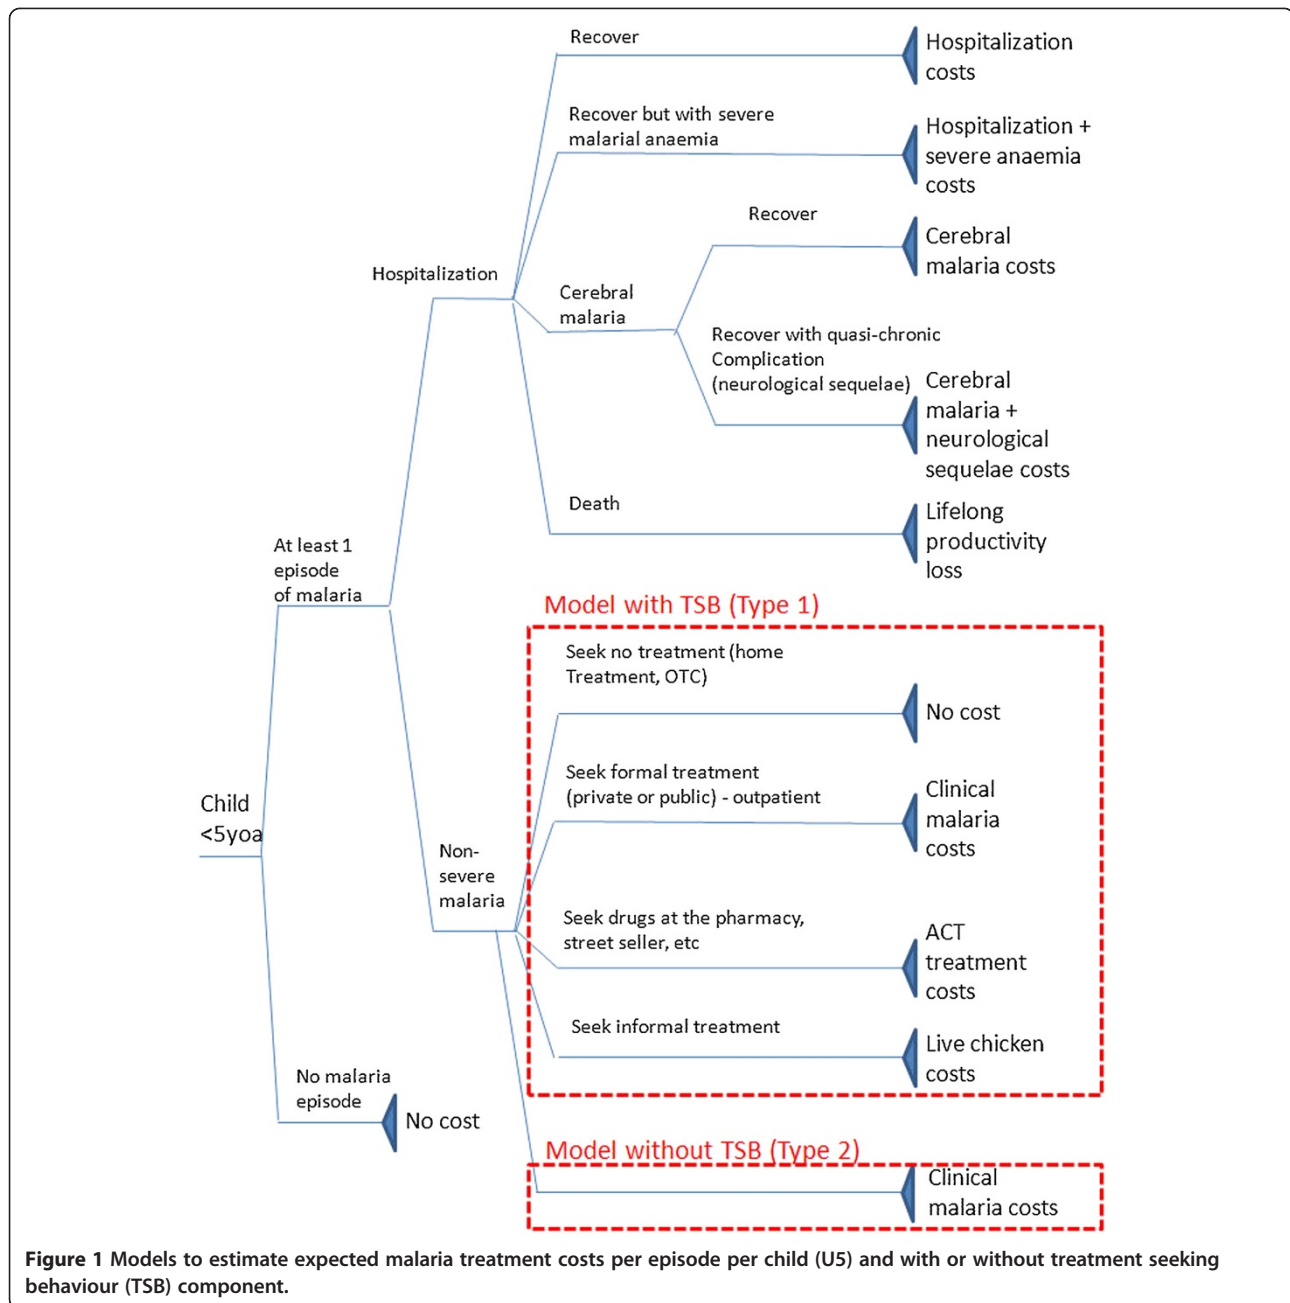 Recover
Hospitalization
costs
Recover but with severe
malarial anaemia
Hospitalization +
severe anaemia
costs
Recover
Cerebral
malaria costs
Hospitalization
Cerebral
malaria
Recover with quasi-chronic
Complication
(neurological sequelae)
Cerebral
malaria +
neurological
sequelae costs
Death
Lifelong
productivity
loss
At least 1
episode
of malaria
Model with TSB (Type 1)
Seek no treatment (home
Treatment, OTC)
No cost
Seek formal treatment
(private or public) - outpatient
Clinical
malaria
costs
Child
<5yoa
Non-
severe
malaria
Seek drugs at the pharmacy,
street seller, etc
ACT
treatment
costs
Seek informal treatment
Live chicken
costs
No malaria
episode
No cost
Model without TSB (Type 2)
Clinical
malaria costs
Figure 1 Models to estimate expected malaria treatment costs per episode per child (U5) and with or without treatment seeking
behaviour (TSB) component.